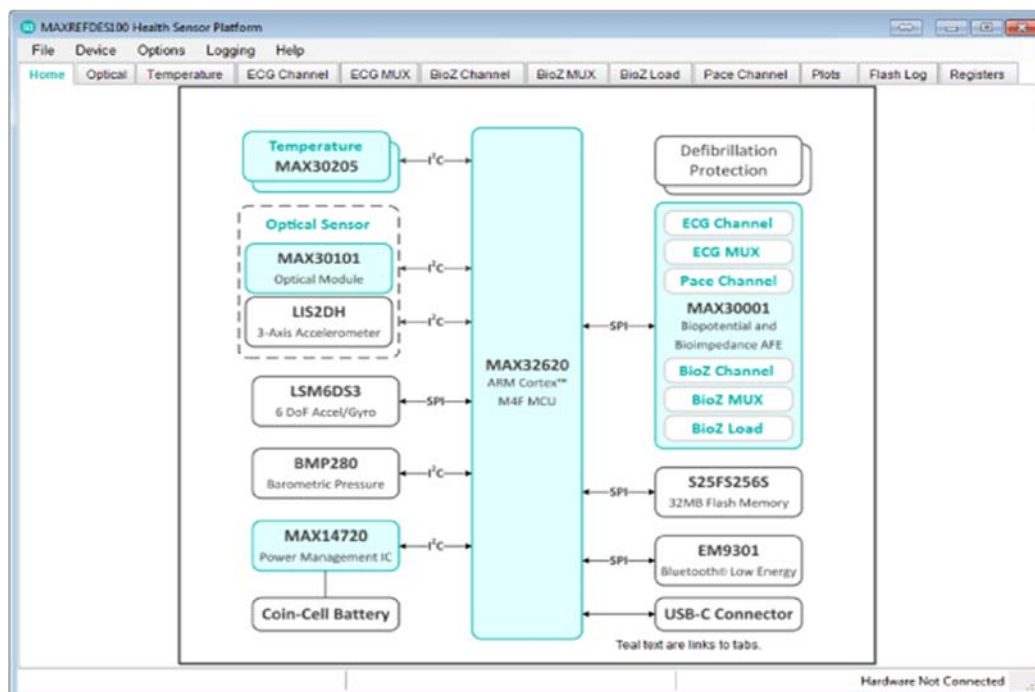 MAXREFDES100 Health Sensor Platform
File Device Options Logging Help
Home Optical Temperature ECG Channel ECG MUX BioZ Channel BioZ MUX BioZ Load Pace Channel Plots Flash Log Registers
Temperature
MAX30205
I²C
Optical Sensor
MAX30101
Optical Module
I²C
LIS2DH
3-Axis Accelerometer
I²C
LSM6DS3
6 DoF Accel/Gyro
SPI
BMP280
Barometric Pressure
I²C
MAX14720
Power Management IC
I²C
Coin-Cell Battery
MAX32620
ARM Cortex™
M4F MCU
Defibrillation
Protection
ECG Channel
ECG MUX
Pace Channel
MAX30001
Biopotential and
Bioimpedance AFE
BioZ Channel
BioZ MUX
BioZ Load
SPI
S25FS256S
32MB Flash Memory
SPI
EM9301
Bluetooth® Low Energy
SPI
USB-C Connector
Teal text are links to tabs.
Hardware Not Connected